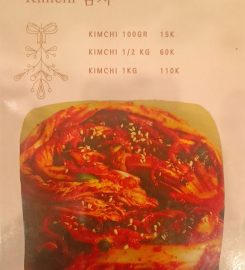 Kimchi 김치
KIMCHI 100GR 15K
KIMCHI 1/2 KG 60K
KIMCHI 1KG 110K